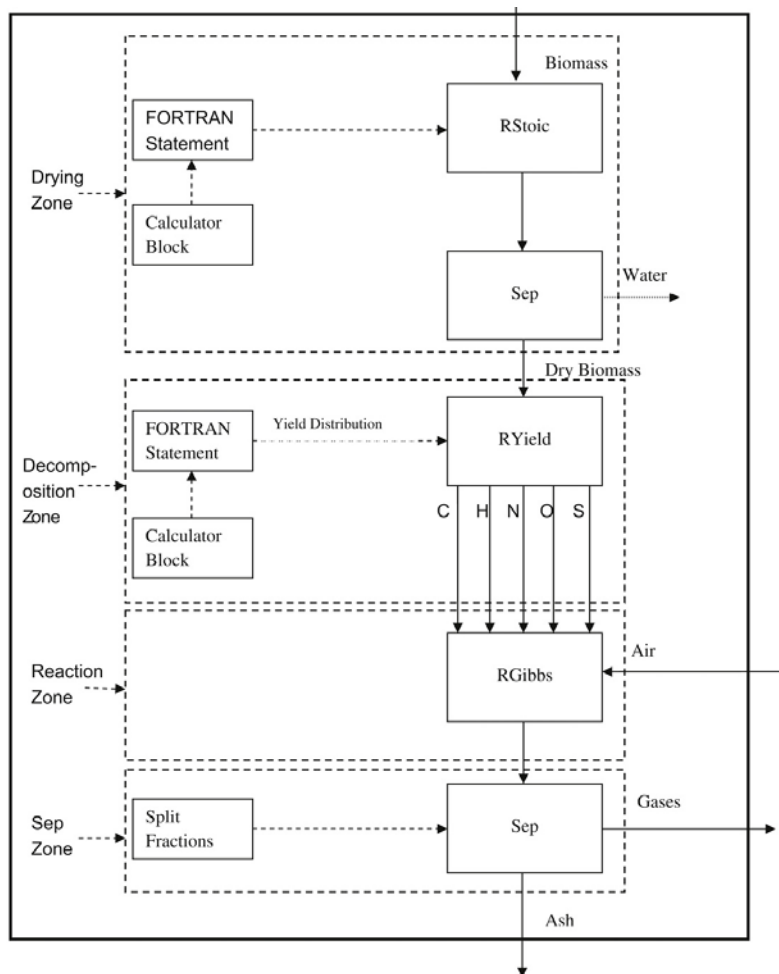 Biomass
FORTRAN
Statement
RStoic
Drying
Zone
Calculator
Block
Sep
Water
Dry Biomass
FORTRAN
Statement
Yield Distribution
RYield
Decomp-
osition
Zone
C H N O S
Calculator
Block
Reaction
Zone
RGibbs
Air
Sep
Zone
Split
Fractions
Sep
Gases
Ash